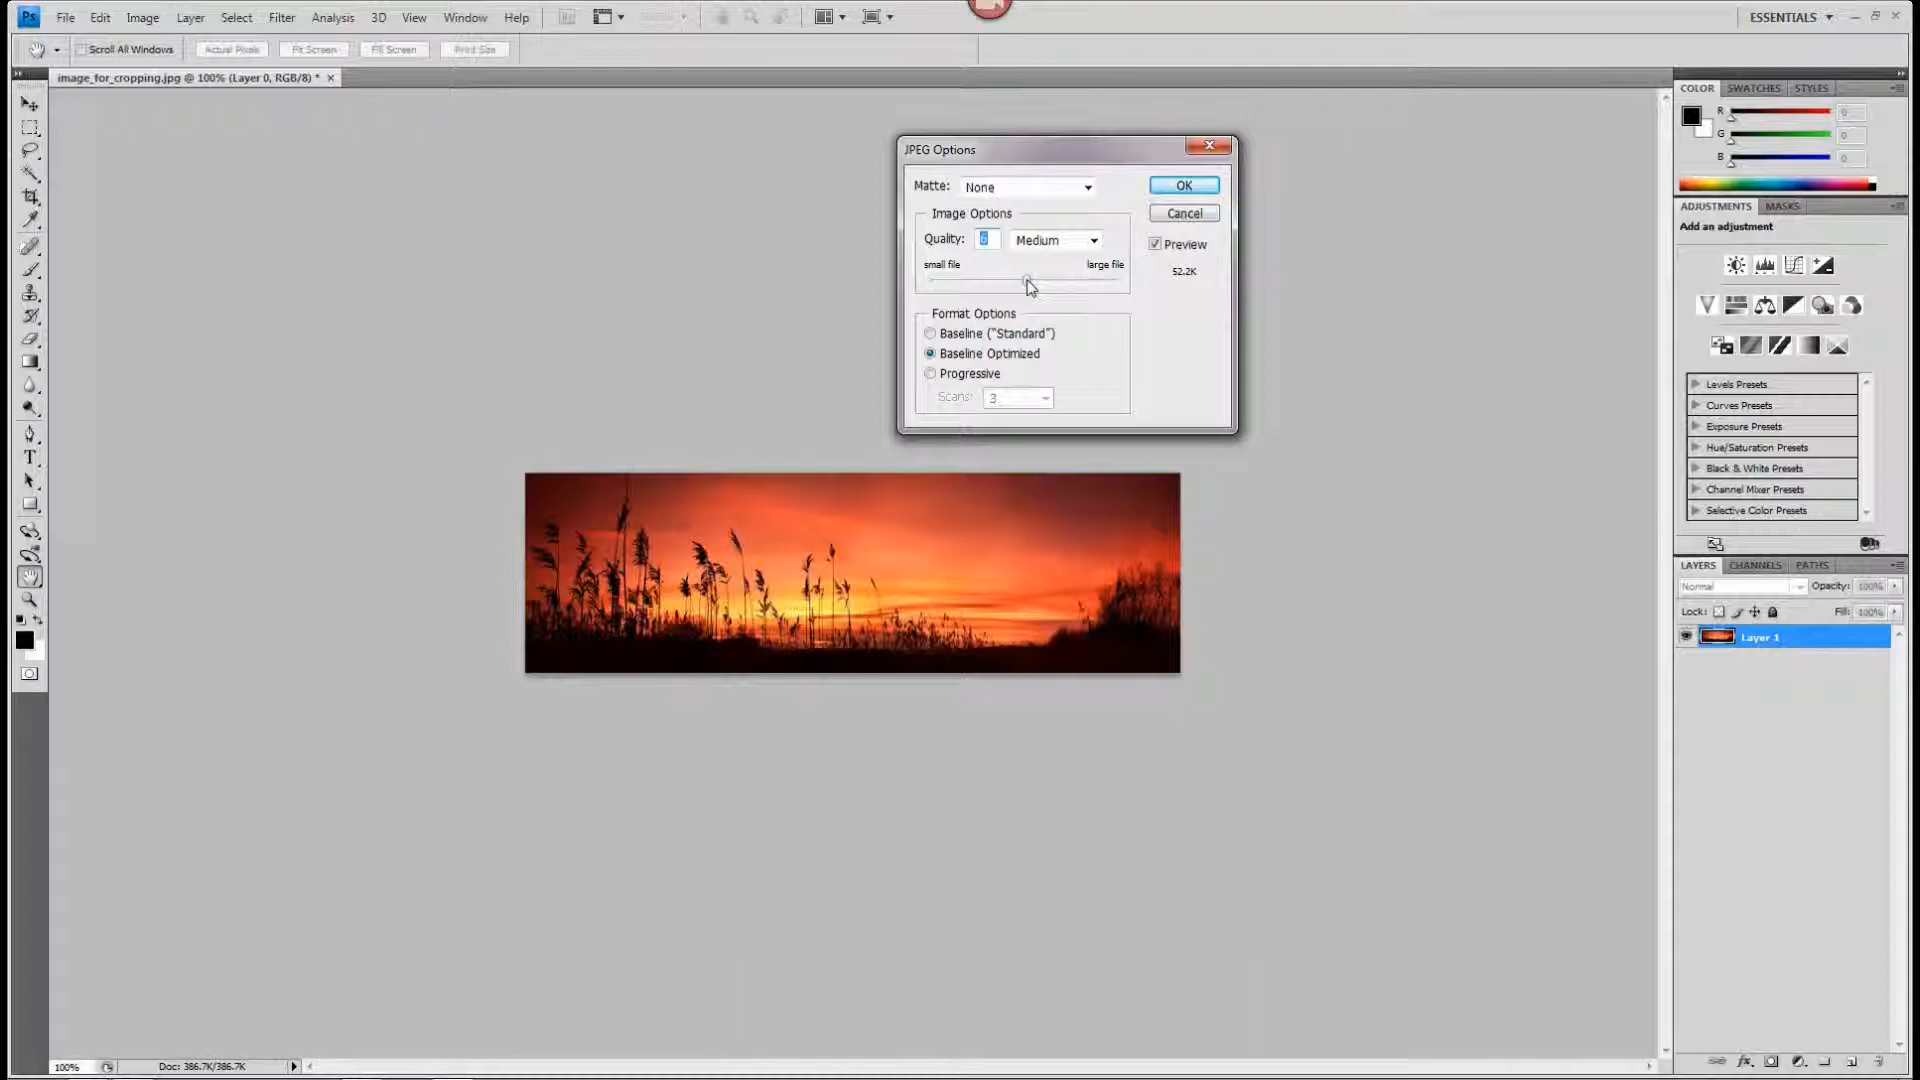 Ps File Edit Image Layer Select Filter Analysis 3D View Window Help ESSENTIALS
Scroll All Windows Actual Pixels Fit Screen Fill Screen Print Size
image_for_cropping.jpg @ 100% (Layer 0, RGB/8) *
COLOR SWATCHES STYLES
R 0
G 0
B 0
JPEG Options
Matte: None OK
Image Options Cancel
Quality: 6 Medium Preview
small file large file
52.2K
Format Options
Baseline ("Standard")
Baseline Optimized
Progressive
Scans: 3
ADJUSTMENTS MASKS
Add an adjustment
Levels Presets
Curves Presets
Exposure Presets
Hue/Saturation Presets
Black & White Presets
Channel Mixer Presets
Selective Color Presets
LAYERS CHANNELS PATHS
Normal Opacity: 100%
Lock: Fill: 100%
Layer 1
100% Doc: 386.7K/386.7K